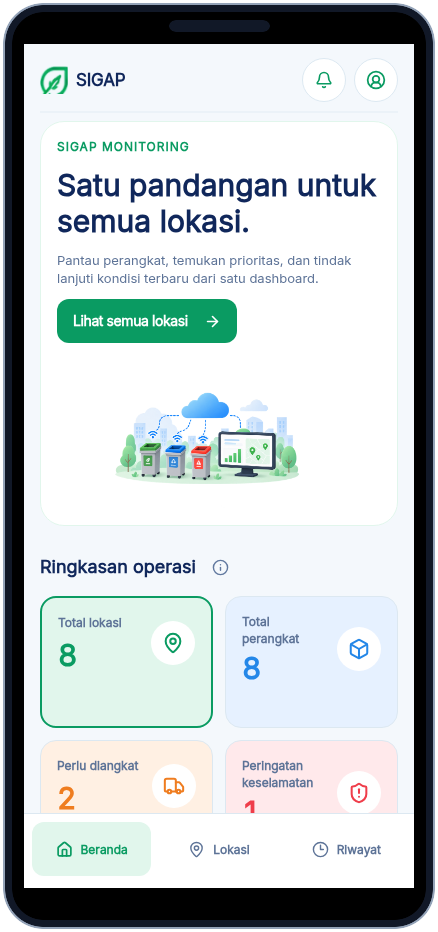 SIGAP
SIGAP MONITORING
Satu pandangan untuk
semua lokasi.
Pantau perangkat, temukan prioritas, dan tindak
lanjuti kondisi terbaru dari satu dashboard.
Lihat semua lokasi
Ringkasan operasi
Total lokasi
8
Total
perangkat
8
Perlu diangkat
2
Peringatan
keselamatan
1
Beranda
Lokasi
Riwayat